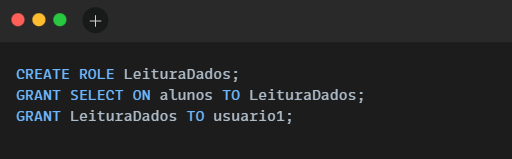 CREATE ROLE LeituraDados;
GRANT SELECT ON alunos TO LeituraDados;
GRANT LeituraDados TO usuario1;